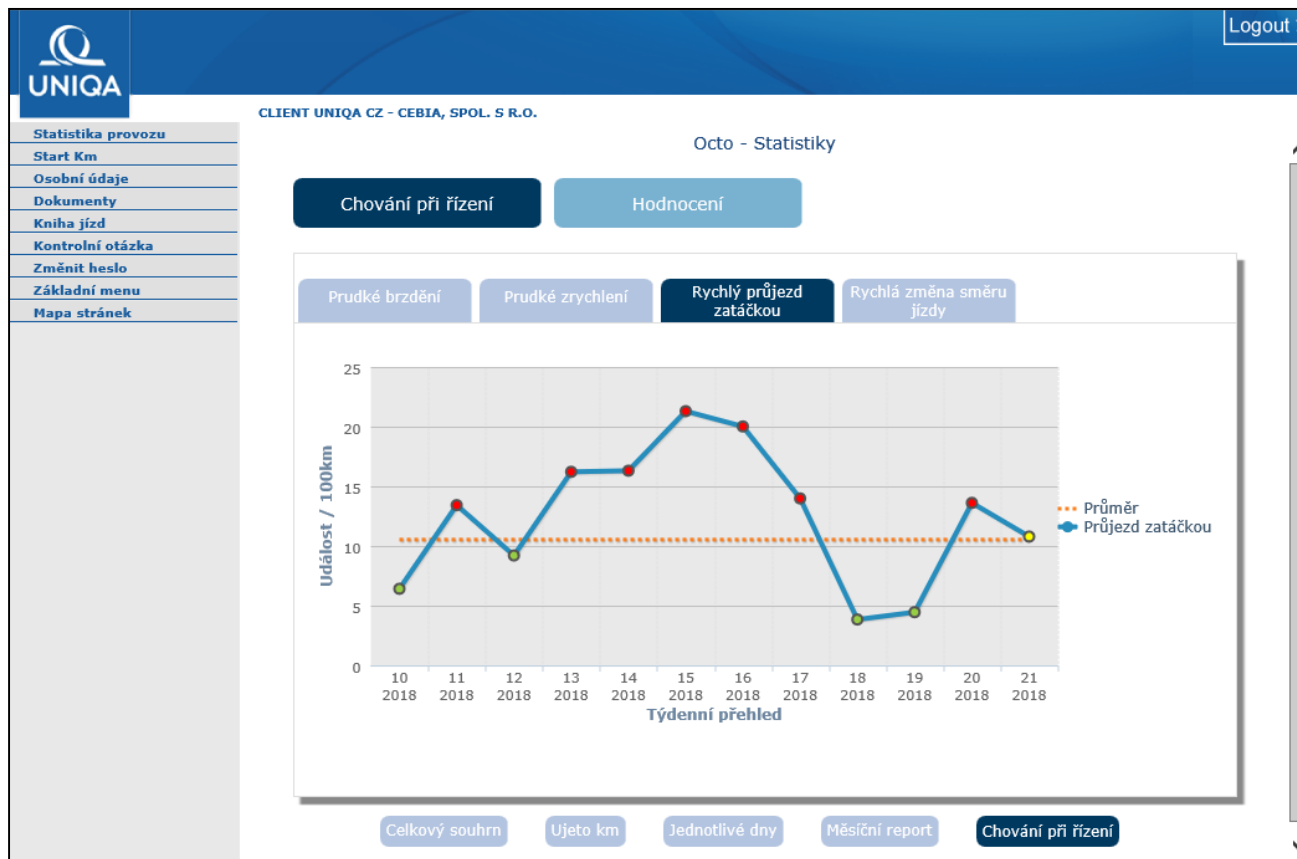 Logout
UNIQA
CLIENT UNIQA CZ - CEBIA, SPOL. S R.O.
Statistika provozu
Start Km
Osobní údaje
Dokumenty
Kniha jízd
Kontrolní otázka
Změnit heslo
Základní menu
Mapa stránek
Octo - Statistiky
Chování při řízení
Hodnocení
Prudké brzdění
Prudké zrychlení
Rychlý průjezd
zatáčkou
Rychlá změna směru
jízdy
Událost / 100km
25
20
15
10
5
0
10 11 12 13 14 15 16 17 18 19 20 21
2018 2018 2018 2018 2018 2018 2018 2018 2018 2018 2018 2018
Týdenní přehled
Průměr
Průjezd zatáčkou
Celkový souhrn
Ujeto km
Jednotlivé dny
Měsíční report
Chování při řízení